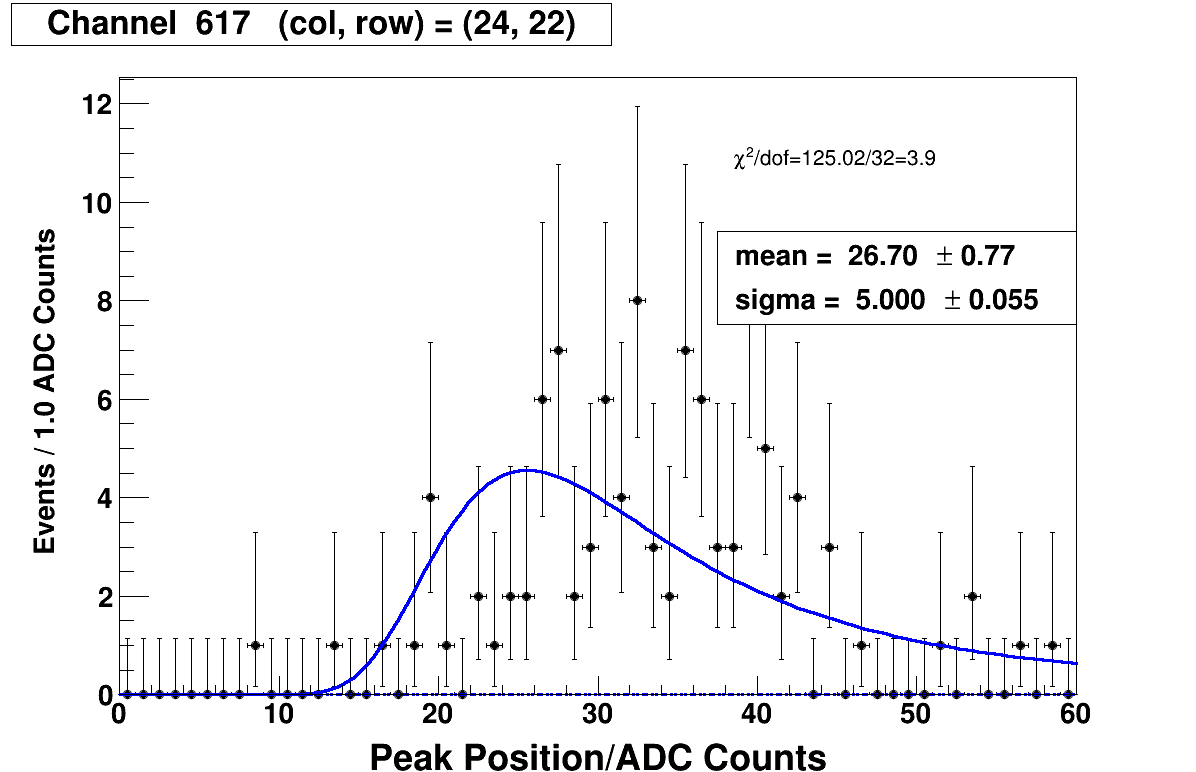 Channel 617 (col, row) = (24, 22)
12
χ²/dof=125.02/32=3.9
10
mean = 26.70 ± 0.77
sigma = 5.000 ± 0.055
8
6
4
2
0
Events / 1.0 ADC Counts
0 10 20 30 40 50 60
Peak Position/ADC Counts